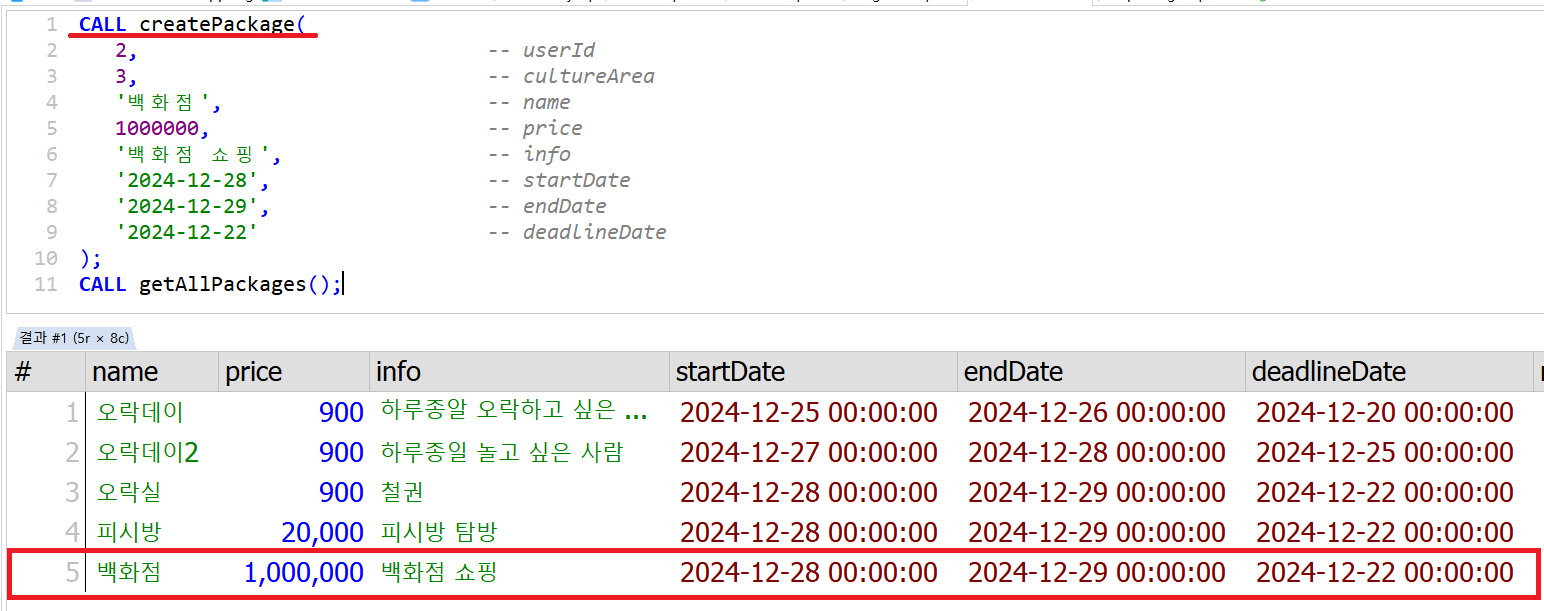 1 CALL createPackage(
2 2, -- userId
3 3, -- cultureArea
4 '백화점', -- name
5 1000000, -- price
6 '백화점 쇼핑', -- info
7 '2024-12-28', -- startDate
8 '2024-12-29', -- endDate
9 '2024-12-22' -- deadlineDate
10 );
11 CALL getAllPackages();
결과 #1 (5r × 8c)
# name price info startDate endDate deadlineDate
1 오락데이 900 하루종알 오락하고 싶은 ... 2024-12-25 00:00:00 2024-12-26 00:00:00 2024-12-20 00:00:00
2 오락데이2 900 하루종일 놀고 싶은 사람 2024-12-27 00:00:00 2024-12-28 00:00:00 2024-12-25 00:00:00
3 오락실 900 철권 2024-12-28 00:00:00 2024-12-29 00:00:00 2024-12-22 00:00:00
4 피시방 20,000 피시방 탐방 2024-12-28 00:00:00 2024-12-29 00:00:00 2024-12-22 00:00:00
5 백화점 1,000,000 백화점 쇼핑 2024-12-28 00:00:00 2024-12-29 00:00:00 2024-12-22 00:00:00